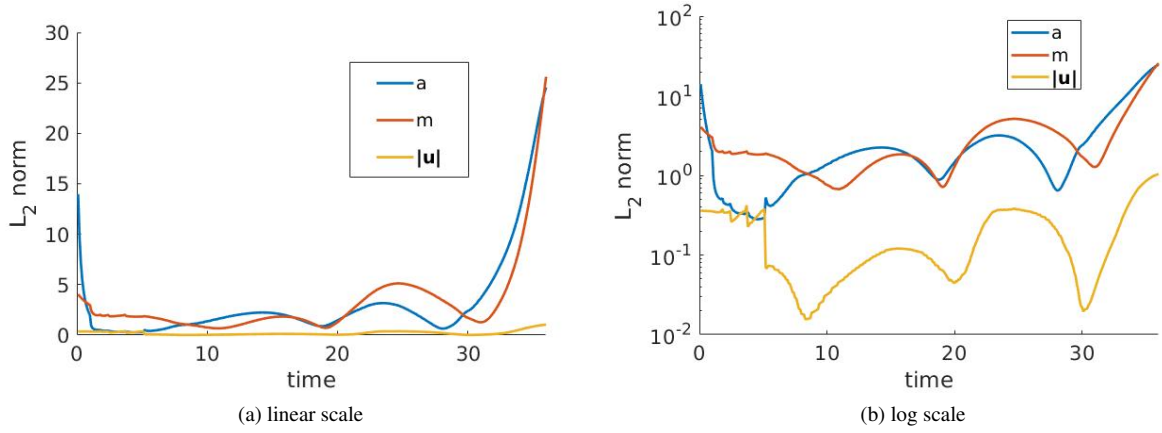 30
25
20
15
10
5
0
L2 norm
0 10 20 30
time
a
m
|u|
(a) linear scale
10^2
10^1
10^0
10^-1
10^-2
L2 norm
0 10 20 30
time
a
m
|u|
(b) log scale